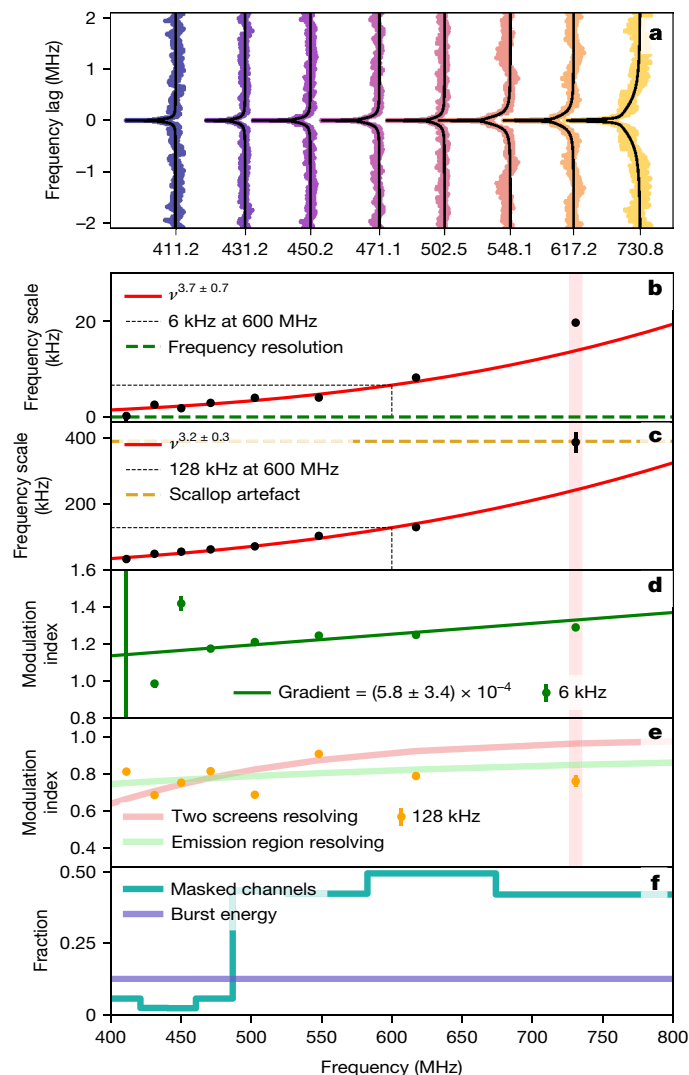 a
2
1
0
−1
−2
Frequency lag (MHz)
411.2 431.2 450.2 471.1 502.5 548.1 617.2 730.8
b
ν3.7 ± 0.7
6 kHz at 600 MHz
Frequency resolution
20
0
Frequency scale
(kHz)
c
ν3.2 ± 0.3
128 kHz at 600 MHz
Scallop artefact
400
200
Frequency scale
(kHz)
d
1.6
1.4
1.2
1.0
0.8
Modulation
index
Gradient = (5.8 ± 3.4) × 10−4 6 kHz
e
1.0
0.8
0.6
0.4
Modulation
index
Two screens resolving 128 kHz
Emission region resolving
f
0.50
0.25
0
Fraction
Masked channels
Burst energy
400 450 500 550 600 650 700 750 800
Frequency (MHz)